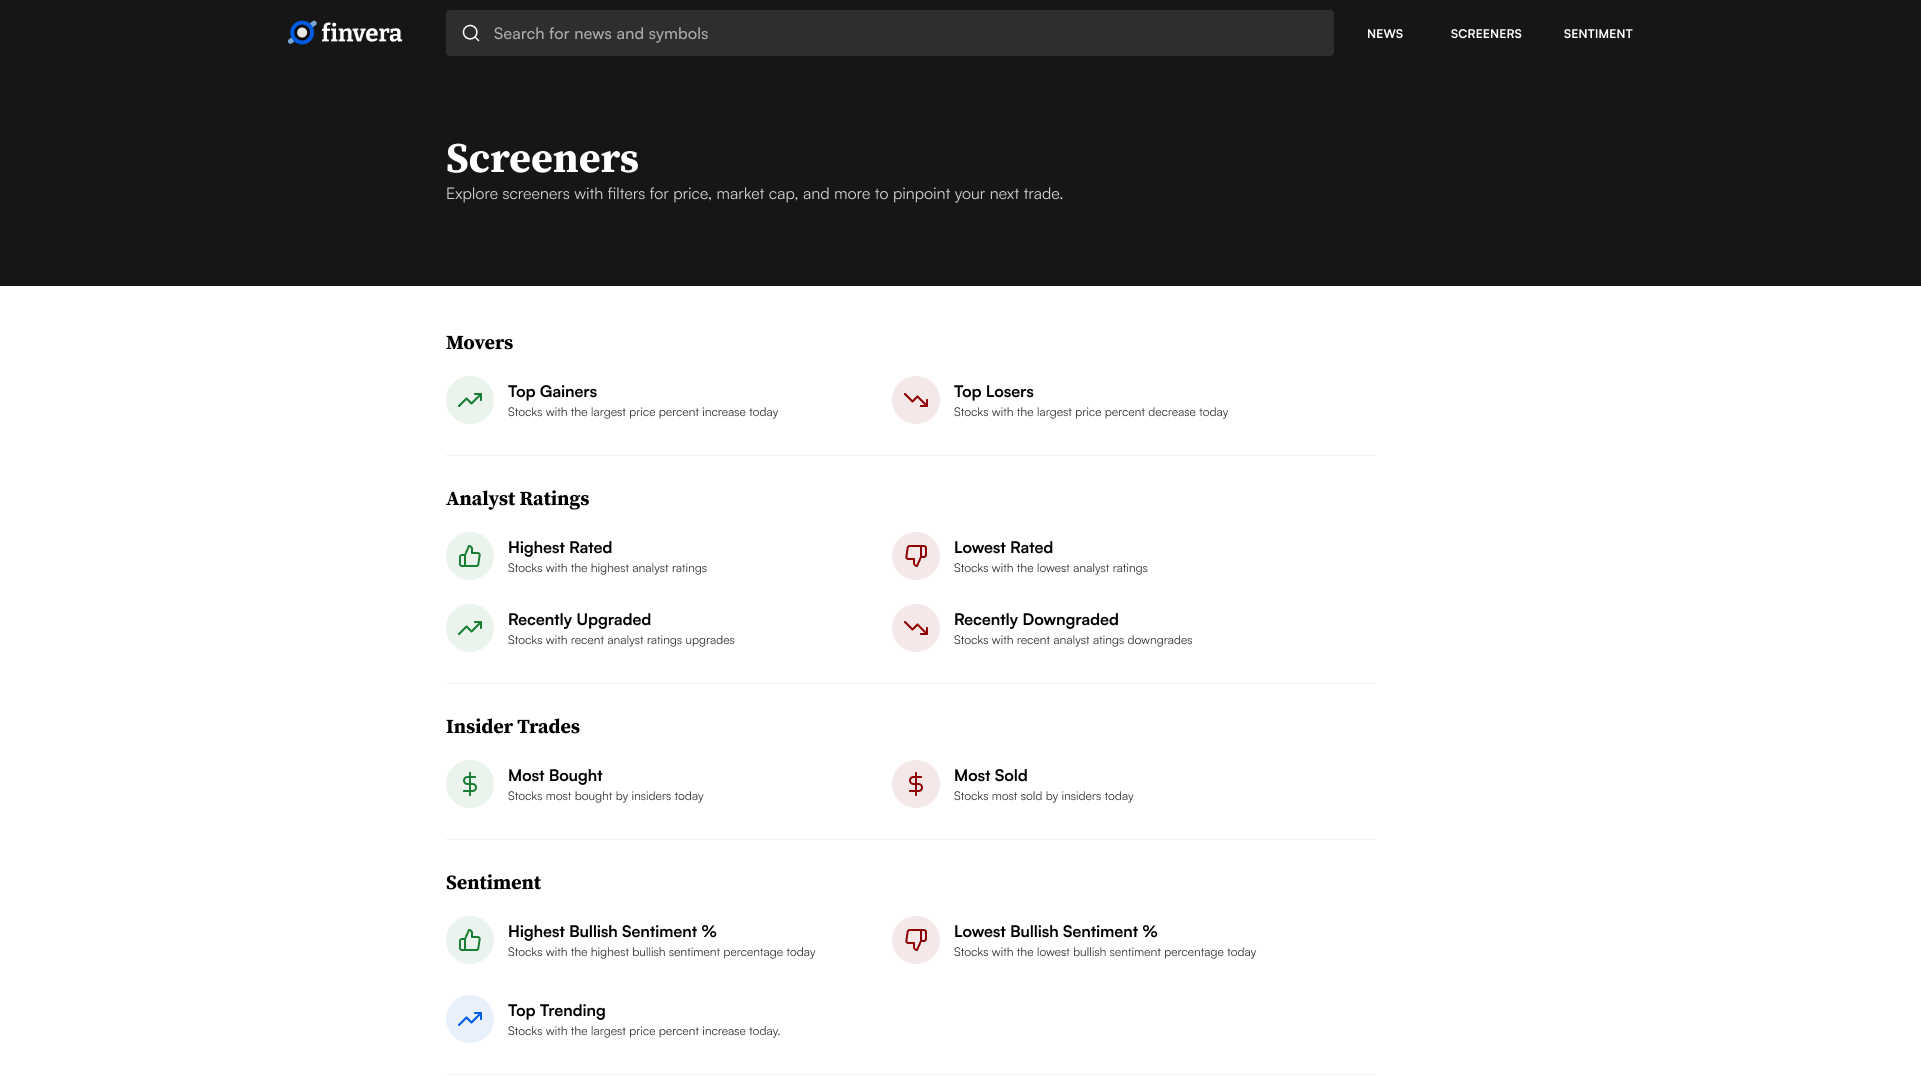 finvera
Search for news and symbols
NEWS
SCREENERS
SENTIMENT
Screeners
Explore screeners with filters for price, market cap, and more to pinpoint your next trade.
Movers
Top Gainers
Stocks with the largest price percent increase today
Top Losers
Stocks with the largest price percent decrease today
Analyst Ratings
Highest Rated
Stocks with the highest analyst ratings
Lowest Rated
Stocks with the lowest analyst ratings
Recently Upgraded
Stocks with recent analyst ratings upgrades
Recently Downgraded
Stocks with recent analyst atings downgrades
Insider Trades
Most Bought
Stocks most bought by insiders today
Most Sold
Stocks most sold by insiders today
Sentiment
Highest Bullish Sentiment %
Stocks with the highest bullish sentiment percentage today
Lowest Bullish Sentiment %
Stocks with the lowest bullish sentiment percentage today
Top Trending
Stocks with the largest price percent increase today.